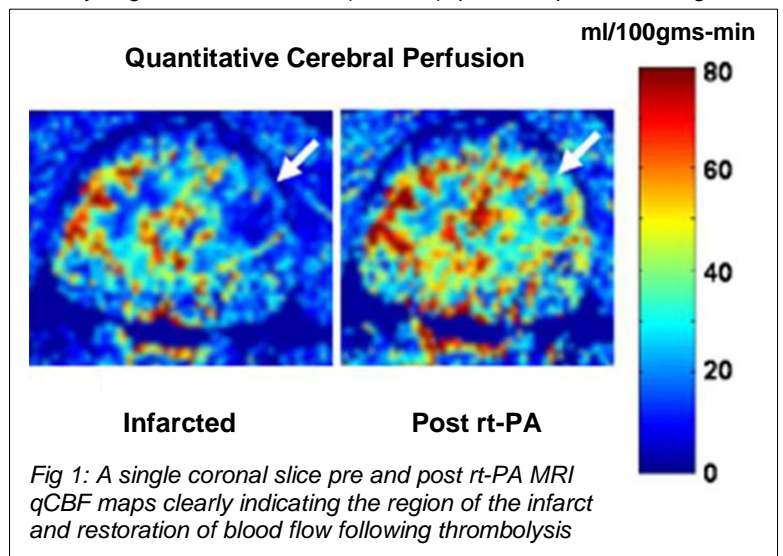 ml/100gms-min
Quantitative Cerebral Perfusion
80
60
40
20
0
Infarcted
Post rt-PA
Fig 1: A single coronal slice pre and post rt-PA MRI
qCBF maps clearly indicating the region of the infarct
and restoration of blood flow following thrombolysis